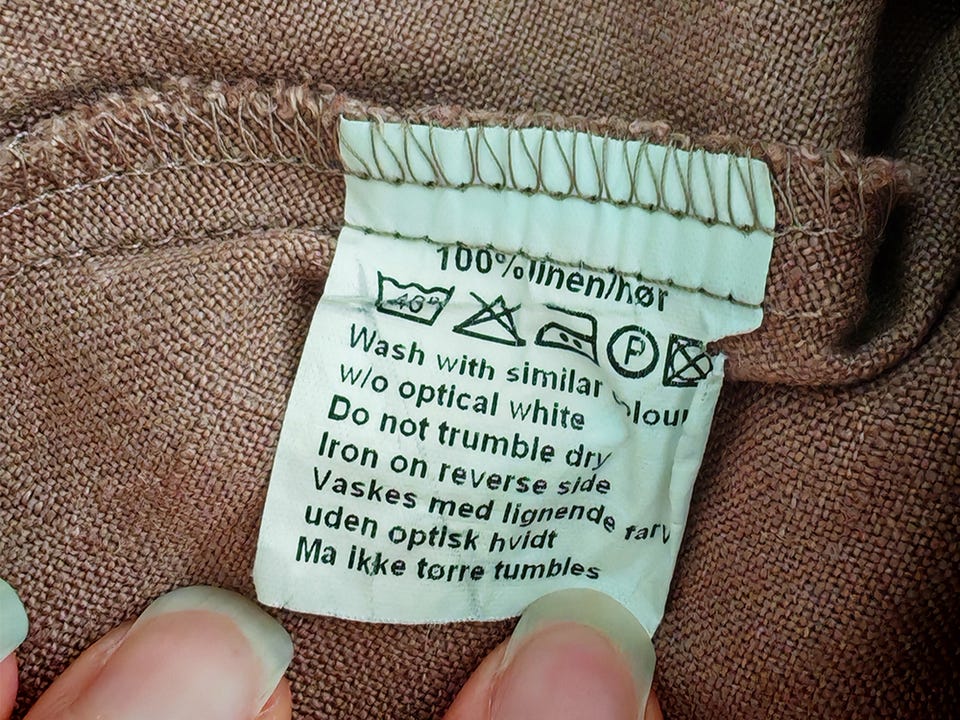 100%linen/hør
40°
P
Wash with similar
w/o optical white
Do not trumble dry
Iron on reverse side
Vaskes med lignende
uden optisk hvidt
Ma ikke tørre tumbles